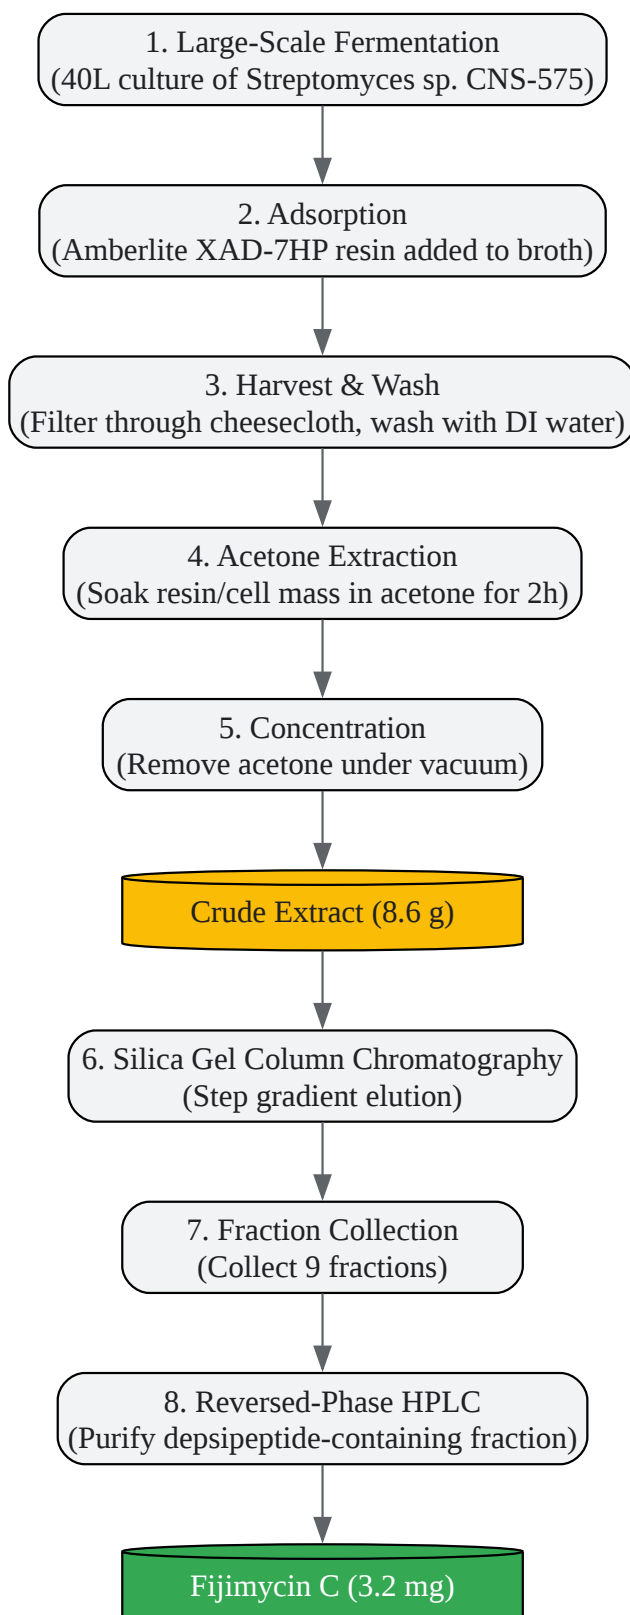 1. Large-Scale Fermentation
(40L culture of Streptomyces sp. CNS-575)
2. Adsorption
(Amberlite XAD-7HP resin added to broth)
3. Harvest & Wash
(Filter through cheesecloth, wash with DI water)
4. Acetone Extraction
(Soak resin/cell mass in acetone for 2h)
5. Concentration
(Remove acetone under vacuum)
Crude Extract (8.6 g)
6. Silica Gel Column Chromatography
(Step gradient elution)
7. Fraction Collection
(Collect 9 fractions)
8. Reversed-Phase HPLC
(Purify depsipeptide-containing fraction)
Fijimycin C (3.2 mg)